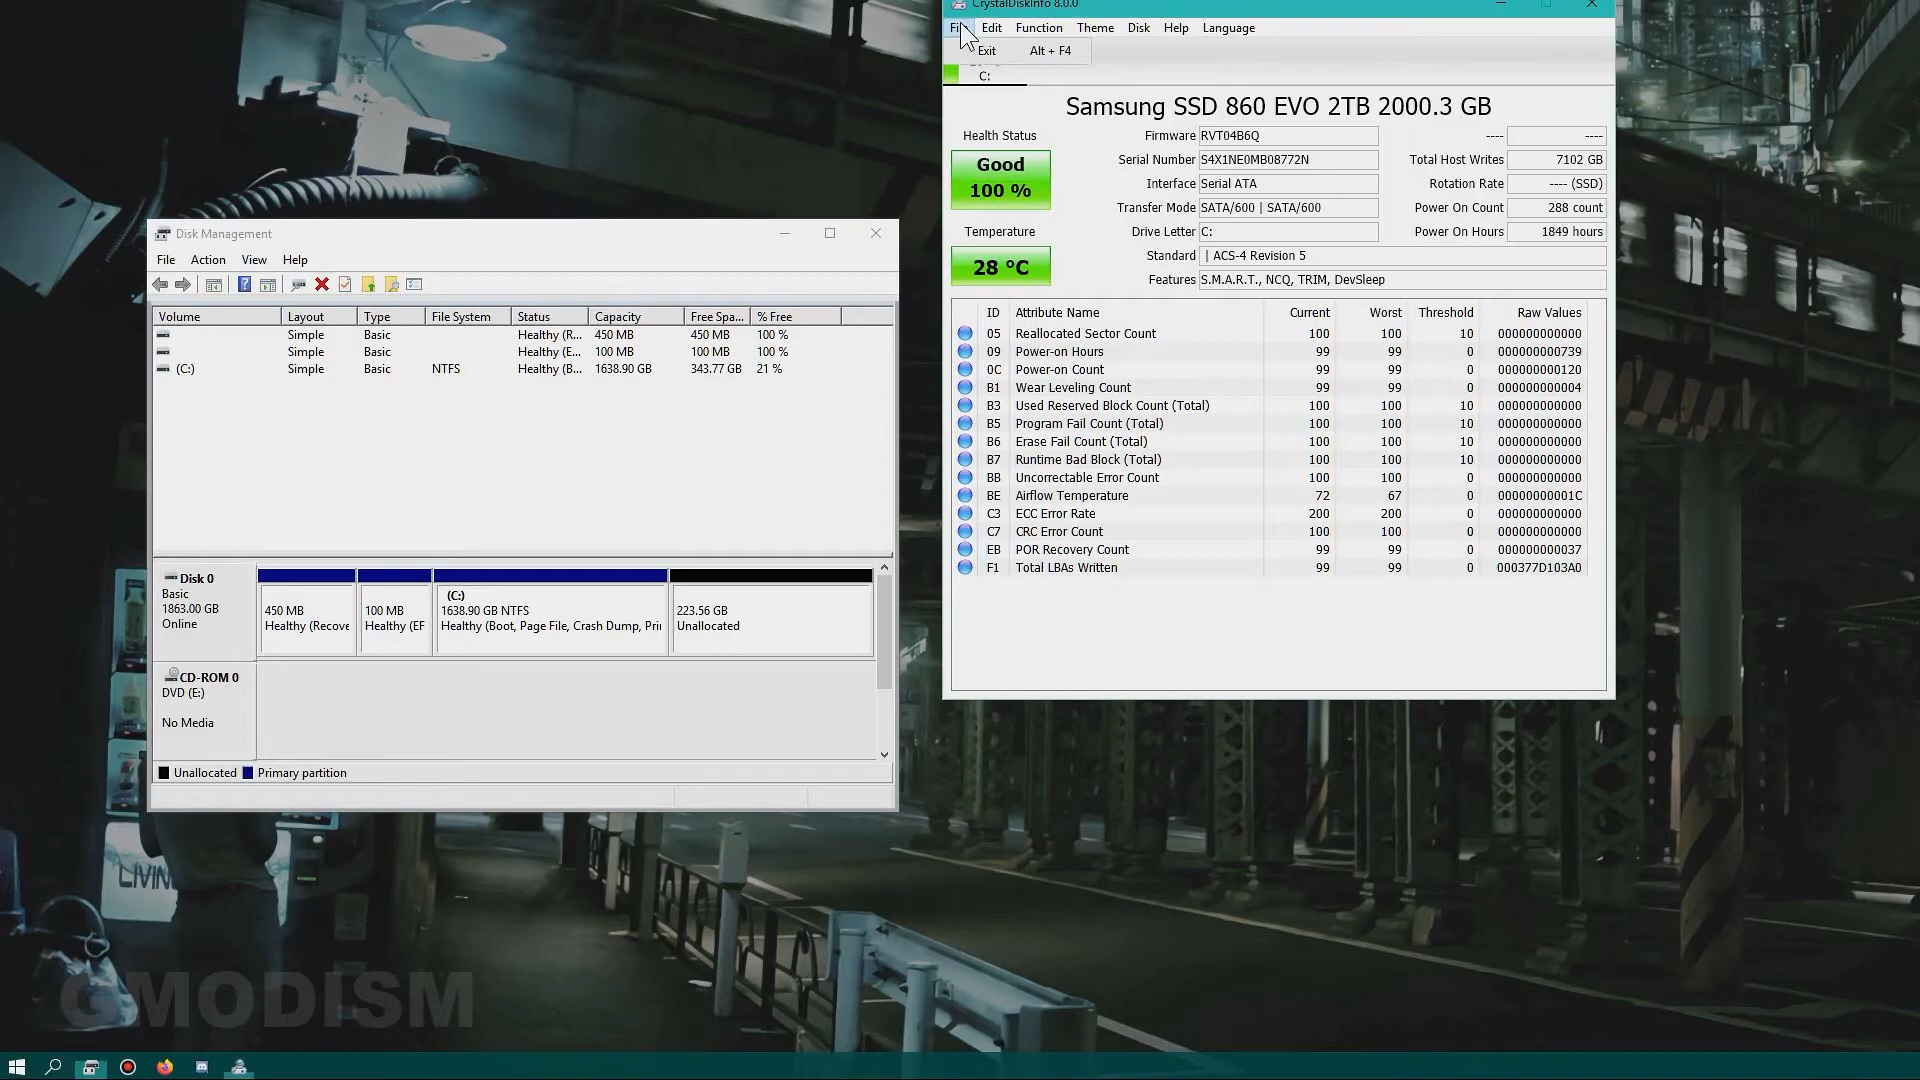 Disk Management
File Action View Help
Volume Layout Type File System Status Capacity Free Spa... % Free
Simple Basic Healthy (R... 450 MB 450 MB 100 %
Simple Basic Healthy (E... 100 MB 100 MB 100 %
(C:) Simple Basic NTFS Healthy (B... 1638.90 GB 343.77 GB 21 %
Disk 0
Basic
1863.00 GB
Online
450 MB
Healthy (Recove
100 MB
Healthy (EF
(C:)
1638.90 GB NTFS
Healthy (Boot, Page File, Crash Dump, Pri
223.56 GB
Unallocated
CD-ROM 0
DVD (E:)
No Media
Unallocated Primary partition
CrystalDiskInfo 8.0.0
Edit Function Theme Disk Help Language
Exit Alt + F4
C:
Samsung SSD 860 EVO 2TB 2000.3 GB
Health Status
Good
100 %
Temperature
28 °C
Firmware RVT04B6Q ---- ----
Serial Number S4X1NE0MB08772N Total Host Writes 7102 GB
Interface Serial ATA Rotation Rate ---- (SSD)
Transfer Mode SATA/600 | SATA/600 Power On Count 288 count
Drive Letter C: Power On Hours 1849 hours
Standard | ACS-4 Revision 5
Features S.M.A.R.T., NCQ, TRIM, DevSleep
ID Attribute Name Current Worst Threshold Raw Values
05 Reallocated Sector Count 100 100 10 000000000000
09 Power-on Hours 99 99 0 000000000739
0C Power-on Count 99 99 0 000000000120
B1 Wear Leveling Count 99 99 0 000000000004
B3 Used Reserved Block Count (Total) 100 100 10 000000000000
B5 Program Fail Count (Total) 100 100 10 000000000000
B6 Erase Fail Count (Total) 100 100 10 000000000000
B7 Runtime Bad Block (Total) 100 100 10 000000000000
BB Uncorrectable Error Count 100 100 0 000000000000
BE Airflow Temperature 72 67 0 00000000001C
C3 ECC Error Rate 200 200 0 000000000000
C7 CRC Error Count 100 100 0 000000000000
EB POR Recovery Count 99 99 0 000000000037
F1 Total LBAs Written 99 99 0 000377D103A0
LIVIN
GMODISM